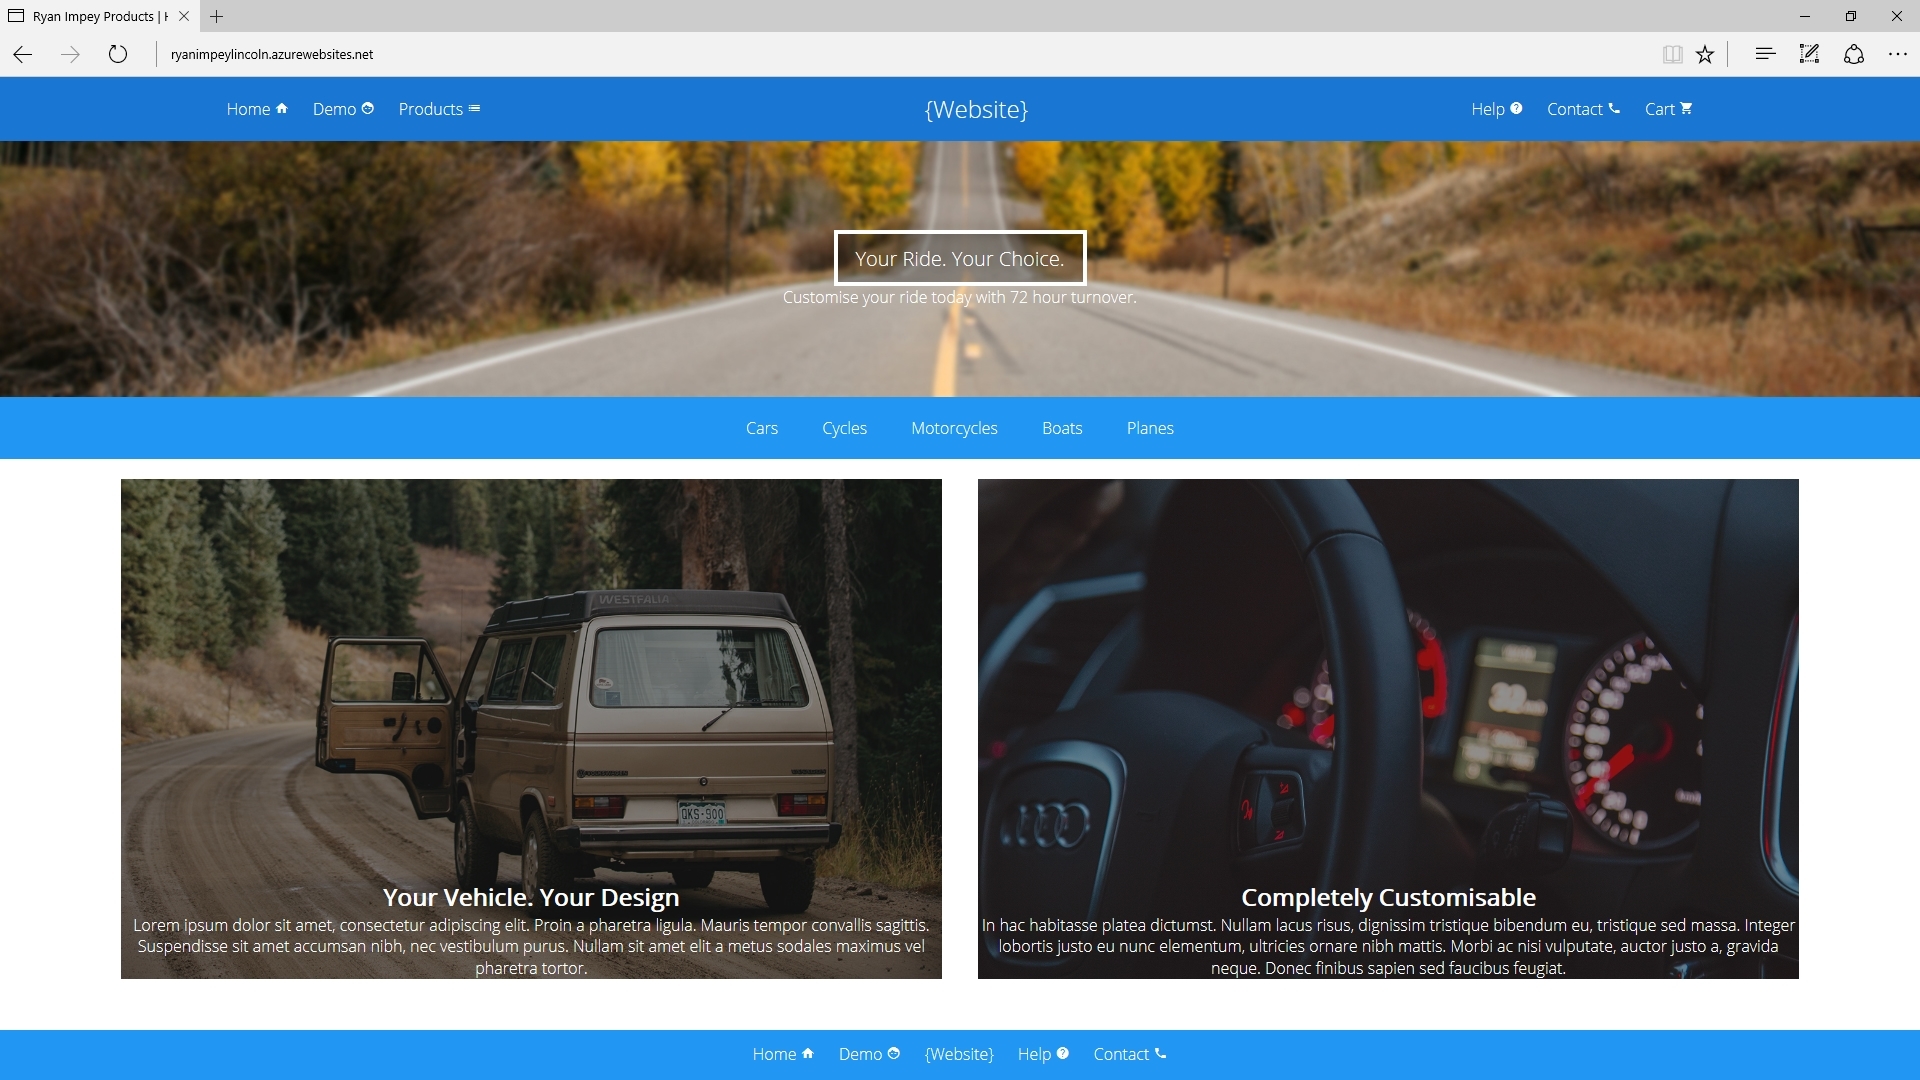 Ryan Impey Products |
ryanimpeylincoln.azurewebsites.net
Home Demo Products {Website} Help Contact Cart
Your Ride. Your Choice.
Customise your ride today with 72 hour turnover.
Cars Cycles Motorcycles Boats Planes
WESTFALIA
QKS-900
Your Vehicle. Your Design
Lorem ipsum dolor sit amet, consectetur adipiscing elit. Proin a pharetra ligula. Mauris tempor convallis sagittis.
Suspendisse sit amet accumsan nibh, nec vestibulum purus. Nullam sit amet elit a metus sodales maximus vel
pharetra tortor.
Completely Customisable
In hac habitasse platea dictumst. Nullam lacus risus, dignissim tristique bibendum eu, tristique sed massa. Integer
lobortis justo eu nunc elementum, ultricies ornare nibh mattis. Morbi ac nisi vulputate, auctor justo a, gravida
neque. Donec finibus sapien sed faucibus feugiat.
Home Demo {Website} Help Contact